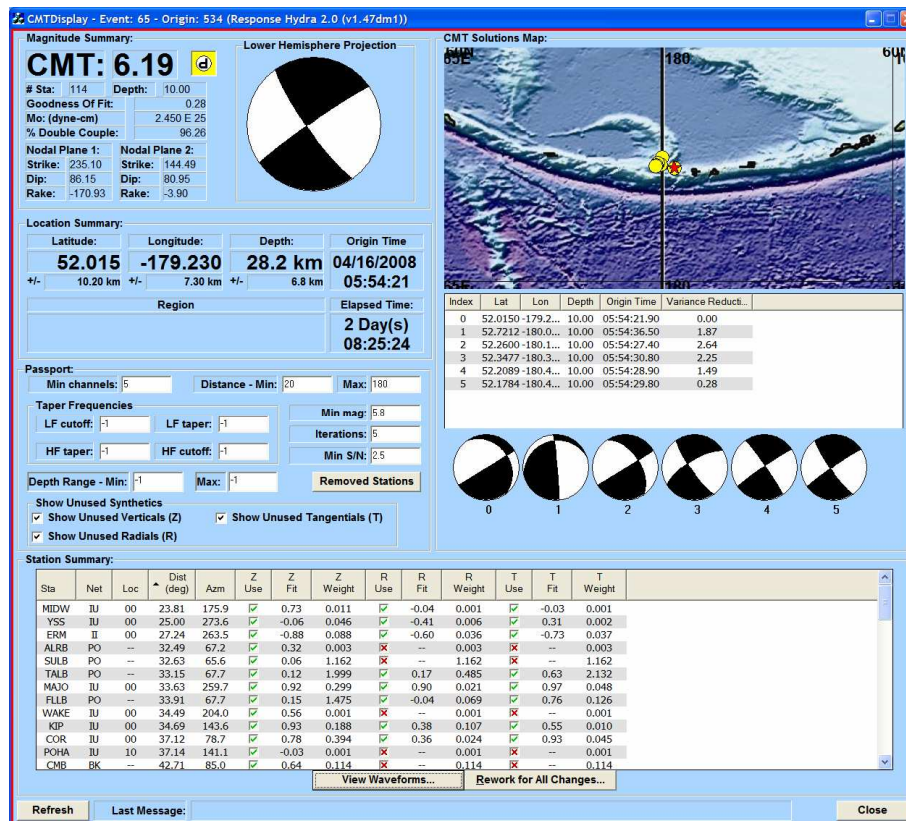 CMTDisplay - Event: 65 - Origin: 534 (Response Hydra 2.0 (v1.47dm1))
Magnitude Summary:
CMT: 6.19 d
# Sta: 114 Depth: 10.00
Goodness Of Fit: 0.28
Mo: (dyne-cm) 2.450 E 25
% Double Couple: 96.26
Nodal Plane 1: Nodal Plane 2:
Strike: 235.10 Strike: 144.49
Dip: 86.15 Dip: 80.95
Rake: -170.93 Rake: -3.90
Lower Hemisphere Projection
Location Summary:
Latitude: Longitude: Depth: Origin Time
52.015 -179.230 28.2 km 04/16/2008
+/- 10.20 km +/- 7.30 km +/- 6.8 km 05:54:21
Region Elapsed Time:
2 Day(s)
08:25:24
Passport:
Min channels: 5 Distance - Min: 20 Max: 180
Taper Frequencies
LF cutoff: -1 LF taper: -1
HF taper: -1 HF cutoff: -1
Min mag: 5.8
Iterations: 5
Min S/N: 2.5
Depth Range - Min: -1 Max: -1 Removed Stations
Show Unused Synthetics
Show Unused Verticals (Z) Show Unused Tangentials (T)
Show Unused Radials (R)
CMT Solutions Map:
180
180
Index Lat Lon Depth Origin Time Variance Reducti...
0 52.0150 -179.2... 10.00 05:54:21.90 0.00
1 52.7212 -180.0... 10.00 05:54:36.50 1.87
2 52.2600 -180.1... 10.00 05:54:27.40 2.64
3 52.3477 -180.3... 10.00 05:54:30.80 2.25
4 52.2089 -180.4... 10.00 05:54:28.90 1.49
5 52.1784 -180.4... 10.00 05:54:29.80 0.28
0 1 2 3 4 5
Station Summary:
Sta Net Loc Dist (deg) Azm Z Use Z Fit Z Weight R Use R Fit R Weight T Use T Fit T Weight
MIDW IU 00 23.81 175.9 0.73 0.011 -0.04 0.001 -0.03 0.001
YSS IU 00 25.00 273.6 -0.06 0.046 -0.41 0.006 0.31 0.002
ERM II 00 27.24 263.5 -0.88 0.088 -0.60 0.036 -0.73 0.037
ALRB PO -- 32.49 67.2 0.32 0.003 -- 0.003 -- 0.003
SULB PO -- 32.63 65.6 0.06 1.162 -- 1.162 -- 1.162
TALB PO -- 33.15 67.7 0.12 1.999 0.17 0.485 0.63 2.132
MAJO IU 00 33.63 259.7 0.92 0.299 0.90 0.021 0.97 0.048
FLLB PO -- 33.91 67.7 0.15 1.475 -0.04 0.069 0.76 0.126
WAKE IU 00 34.49 204.0 0.56 0.001 -- 0.001 -- 0.001
KIP IU 00 34.69 143.6 0.93 0.188 0.38 0.107 0.55 0.010
COR IU 00 37.12 78.7 0.78 0.394 0.36 0.024 0.93 0.045
POHA IU 10 37.14 141.1 -0.03 0.001 -- 0.001 -- 0.001
CMB BK -- 42.71 85.0 0.64 0.114 -- 0.114 -- 0.114
View Waveforms... Rework for All Changes...
Refresh Last Message: Close